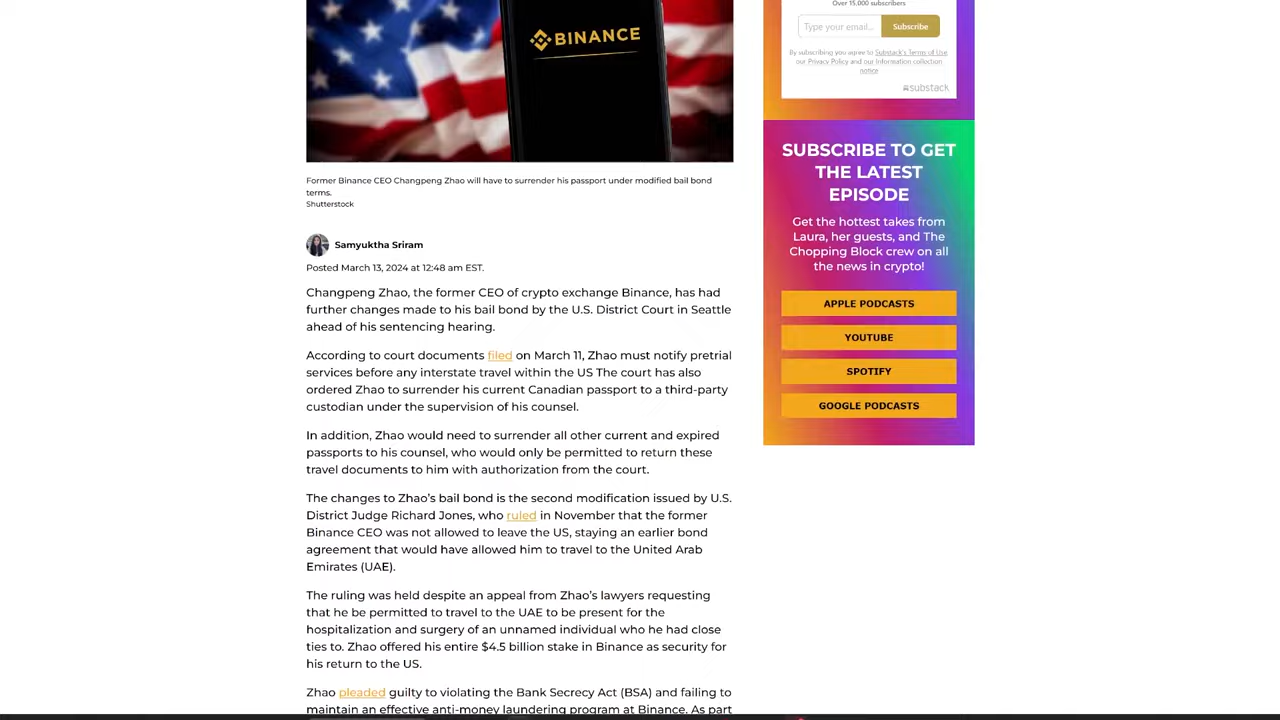 BINANCE
Former Binance CEO Changpeng Zhao will have to surrender his passport under modified bail bond
terms.
Shutterstock
Samyuktha Sriram
Posted March 13, 2024 at 12:48 am EST.
Changpeng Zhao, the former CEO of crypto exchange Binance, has had
further changes made to his bail bond by the U.S. District Court in Seattle
ahead of his sentencing hearing.
According to court documents filed on March 11, Zhao must notify pretrial
services before any interstate travel within the US The court has also
ordered Zhao to surrender his current Canadian passport to a third-party
custodian under the supervision of his counsel.
In addition, Zhao would need to surrender all other current and expired
passports to his counsel, who would only be permitted to return these
travel documents to him with authorization from the court.
The changes to Zhao’s bail bond is the second modification issued by U.S.
District Judge Richard Jones, who ruled in November that the former
Binance CEO was not allowed to leave the US, staying an earlier bond
agreement that would have allowed him to travel to the United Arab
Emirates (UAE).
The ruling was held despite an appeal from Zhao’s lawyers requesting
that he be permitted to travel to the UAE to be present for the
hospitalization and surgery of an unnamed individual who he had close
ties to. Zhao offered his entire $4.5 billion stake in Binance as security for
his return to the US.
Zhao pleaded guilty to violating the Bank Secrecy Act (BSA) and failing to
maintain an effective anti-money laundering program at Binance. As part
Over 15,000 subscribers
Type your email...
Subscribe
By subscribing you agree to Substack's Terms of Use
our Privacy Policy and our Information collection
notice
substack
SUBSCRIBE TO GET
THE LATEST
EPISODE
Get the hottest takes from
Laura, her guests, and The
Chopping Block crew on all
the news in crypto!
APPLE PODCASTS
YOUTUBE
SPOTIFY
GOOGLE PODCASTS